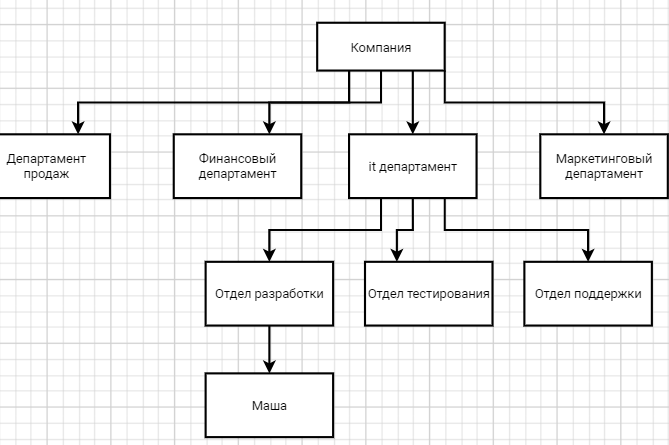 Компания
Департамент
продаж
Финансовый
департамент
it департамент
Маркетинговый
департамент
Отдел разработки
Отдел тестирования
Отдел поддержки
Маша